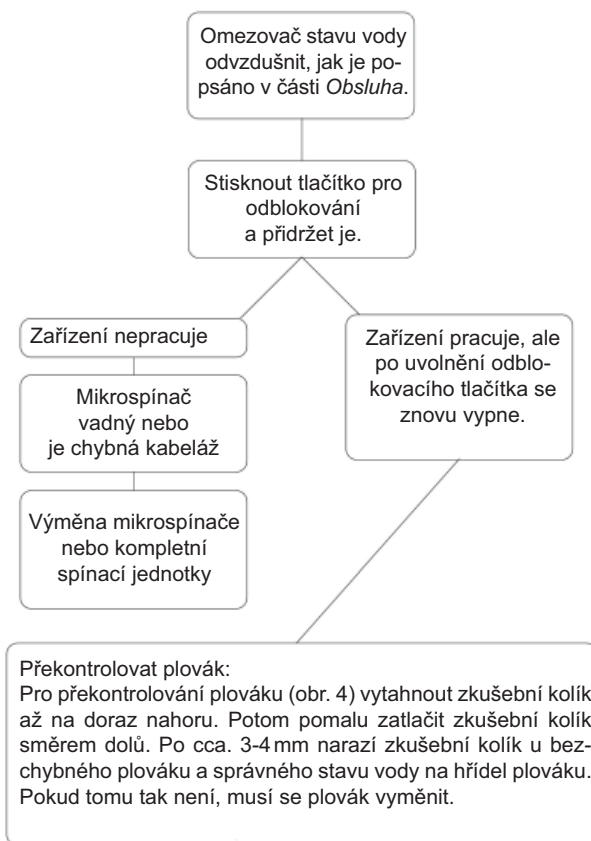 Omezovač stavu vody
odvzdušnit, jak je po-
psáno v části Obsluha.
Stisknout tlačítko pro
odblokování
a přidržet je.
Zařízení nepracuje
Mikrospínač
vadný nebo
je chybná kabeláž
Výměna mikrospínače
nebo kompletní
spínací jednotky
Zařízení pracuje, ale
po uvolnění odblo-
kovacího tlačítka se
znovu vypne.
Překontrolovat plovák:
Pro překontrolování plováku (obr. 4) vytahnout zkušební kolík
až na doraz nahoru. Potom pomalu zatlačit zkušební kolík
směrem dolů. Po cca. 3-4 mm narazí zkušební kolík u bez-
chybného plováku a správného stavu vody na hřídel plováku.
Pokud tomu tak není, musí se plovák vyměnit.